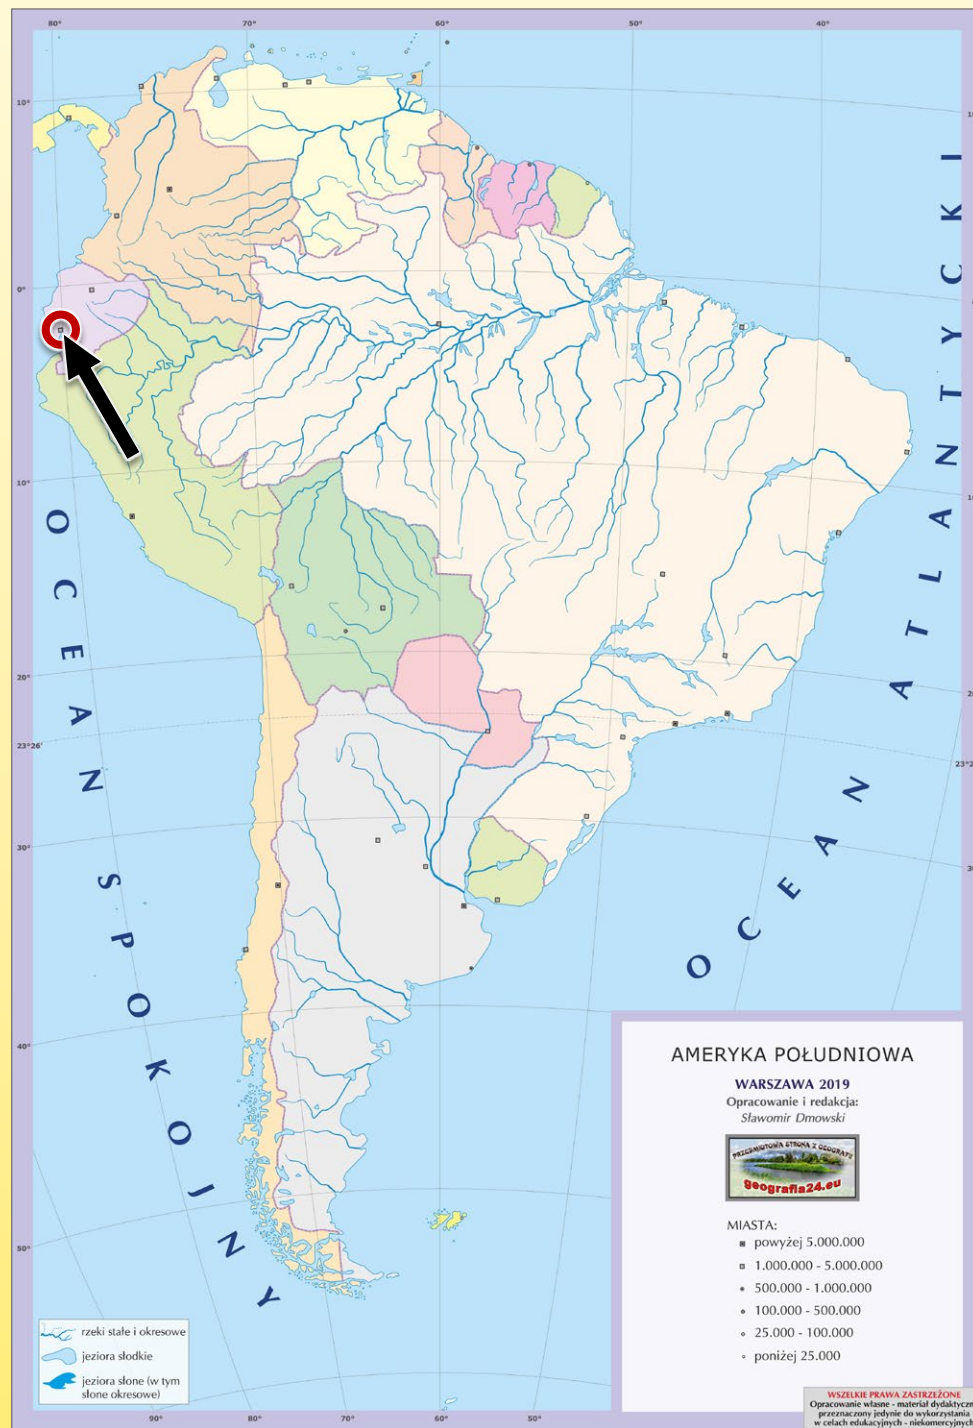 80°
70°
60°
50°
40°
10°
0°
10°
20°
23°26'
30°
40°
50°
90°
80°
70°
60°
50°
OCEAN SPOKOJNY
OCEAN ATLANTYCKI
AMERYKA POŁUDNIOWA
WARSZAWA 2019
Opracowanie i redakcja:
Sławomir Dmowski
PRZEDMIOTOWA STRONA Z GEOGRAFII
geografia24.eu
MIASTA:
powyżej 5.000.000
1.000.000 - 5.000.000
500.000 - 1.000.000
100.000 - 500.000
25.000 - 100.000
poniżej 25.000
rzeki stałe i okresowe
jeziora słodkie
jeziora słone (w tym
słone okresowe)
WSZELKIE PRAWA ZASTRZEŻONE
Opracowanie własne - materiał dydaktyczn
przeznaczony jedynie do wykorzystania
w celach edukacyjnych - niekomercyjnych